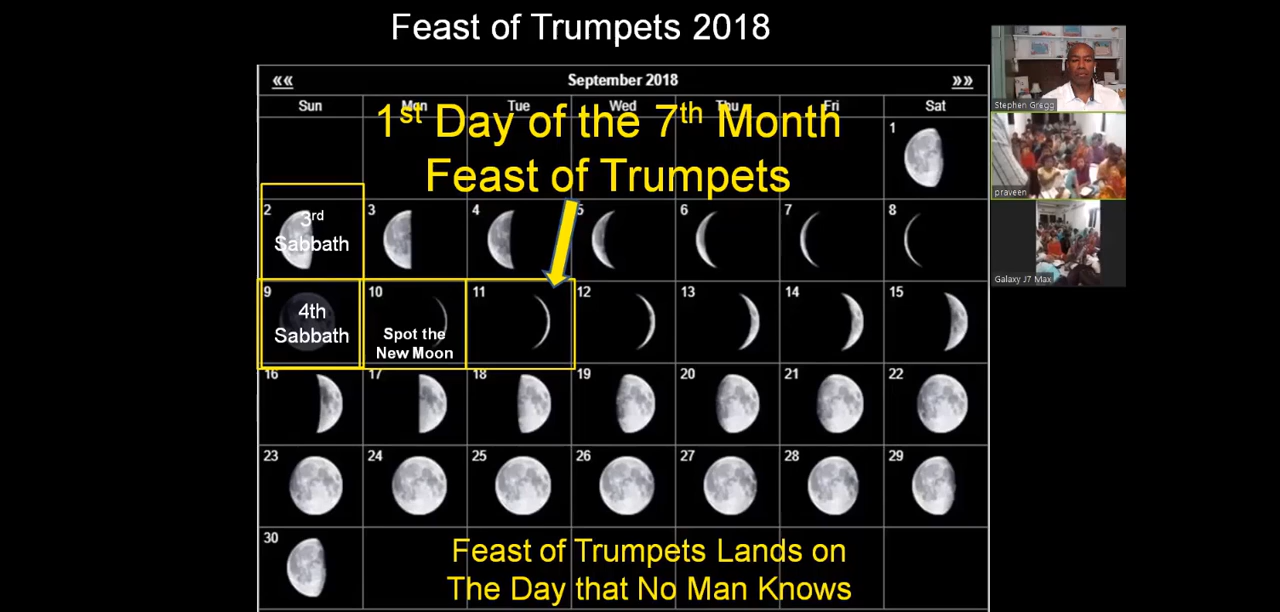 Feast of Trumpets 2018
«« September 2018 »»
Sun Mon Tue Wed Thu Fri Sat
1st Day of the 7th Month
Feast of Trumpets
1
2 3 4 5 6 7 8
3rd
Sabbath
9 10 11 12 13 14 15
4th
Sabbath
Spot the
New Moon
16 17 18 19 20 21 22
23 24 25 26 27 28 29
30
Feast of Trumpets Lands on
The Day that No Man Knows
Stephen Gregg
praveen
Galaxy J7 Max